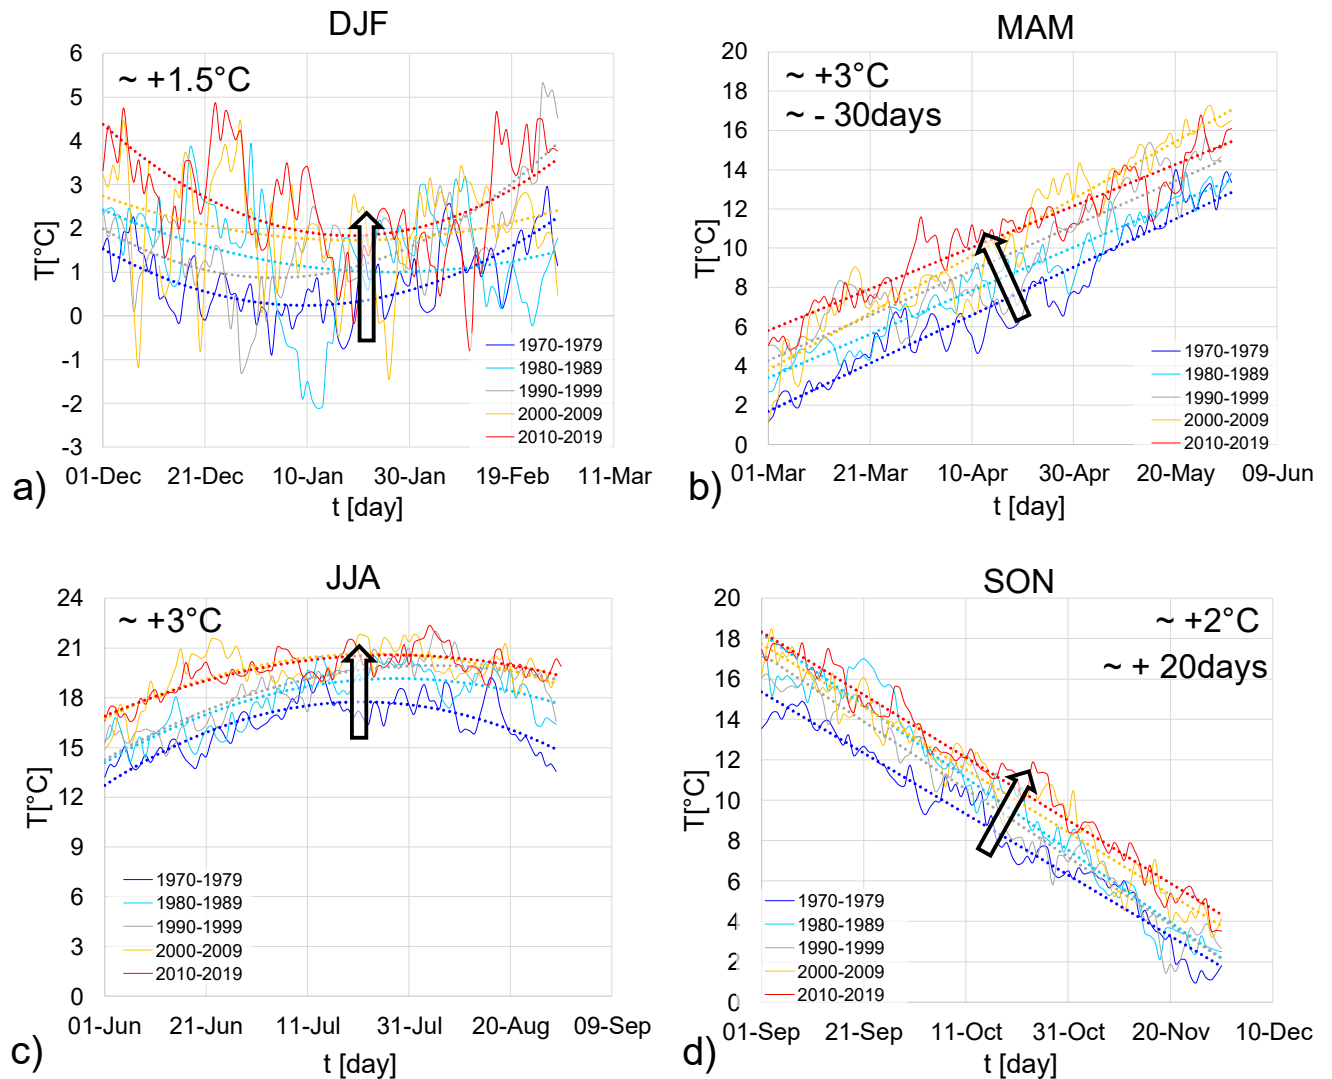 DJF
~ +1.5°C
T[°C]
6
5
4
3
2
1
0
-1
-2
-3
1970-1979
1980-1989
1990-1999
2000-2009
2010-2019
01-Dec 21-Dec 10-Jan 30-Jan 19-Feb 11-Mar
t [day]
a)
MAM
~ +3°C
~ - 30days
T[°C]
20
18
16
14
12
10
8
6
4
2
0
1970-1979
1980-1989
1990-1999
2000-2009
2010-2019
01-Mar 21-Mar 10-Apr 30-Apr 20-May 09-Jun
t [day]
b)
JJA
~ +3°C
T[°C]
24
21
18
15
12
9
6
3
0
1970-1979
1980-1989
1990-1999
2000-2009
2010-2019
01-Jun 21-Jun 11-Jul 31-Jul 20-Aug 09-Sep
t [day]
c)
SON
~ +2°C
~ + 20days
T[°C]
20
18
16
14
12
10
8
6
4
2
0
1970-1979
1980-1989
1990-1999
2000-2009
2010-2019
01-Sep 21-Sep 11-Oct 31-Oct 20-Nov 10-Dec
t [day]
d)